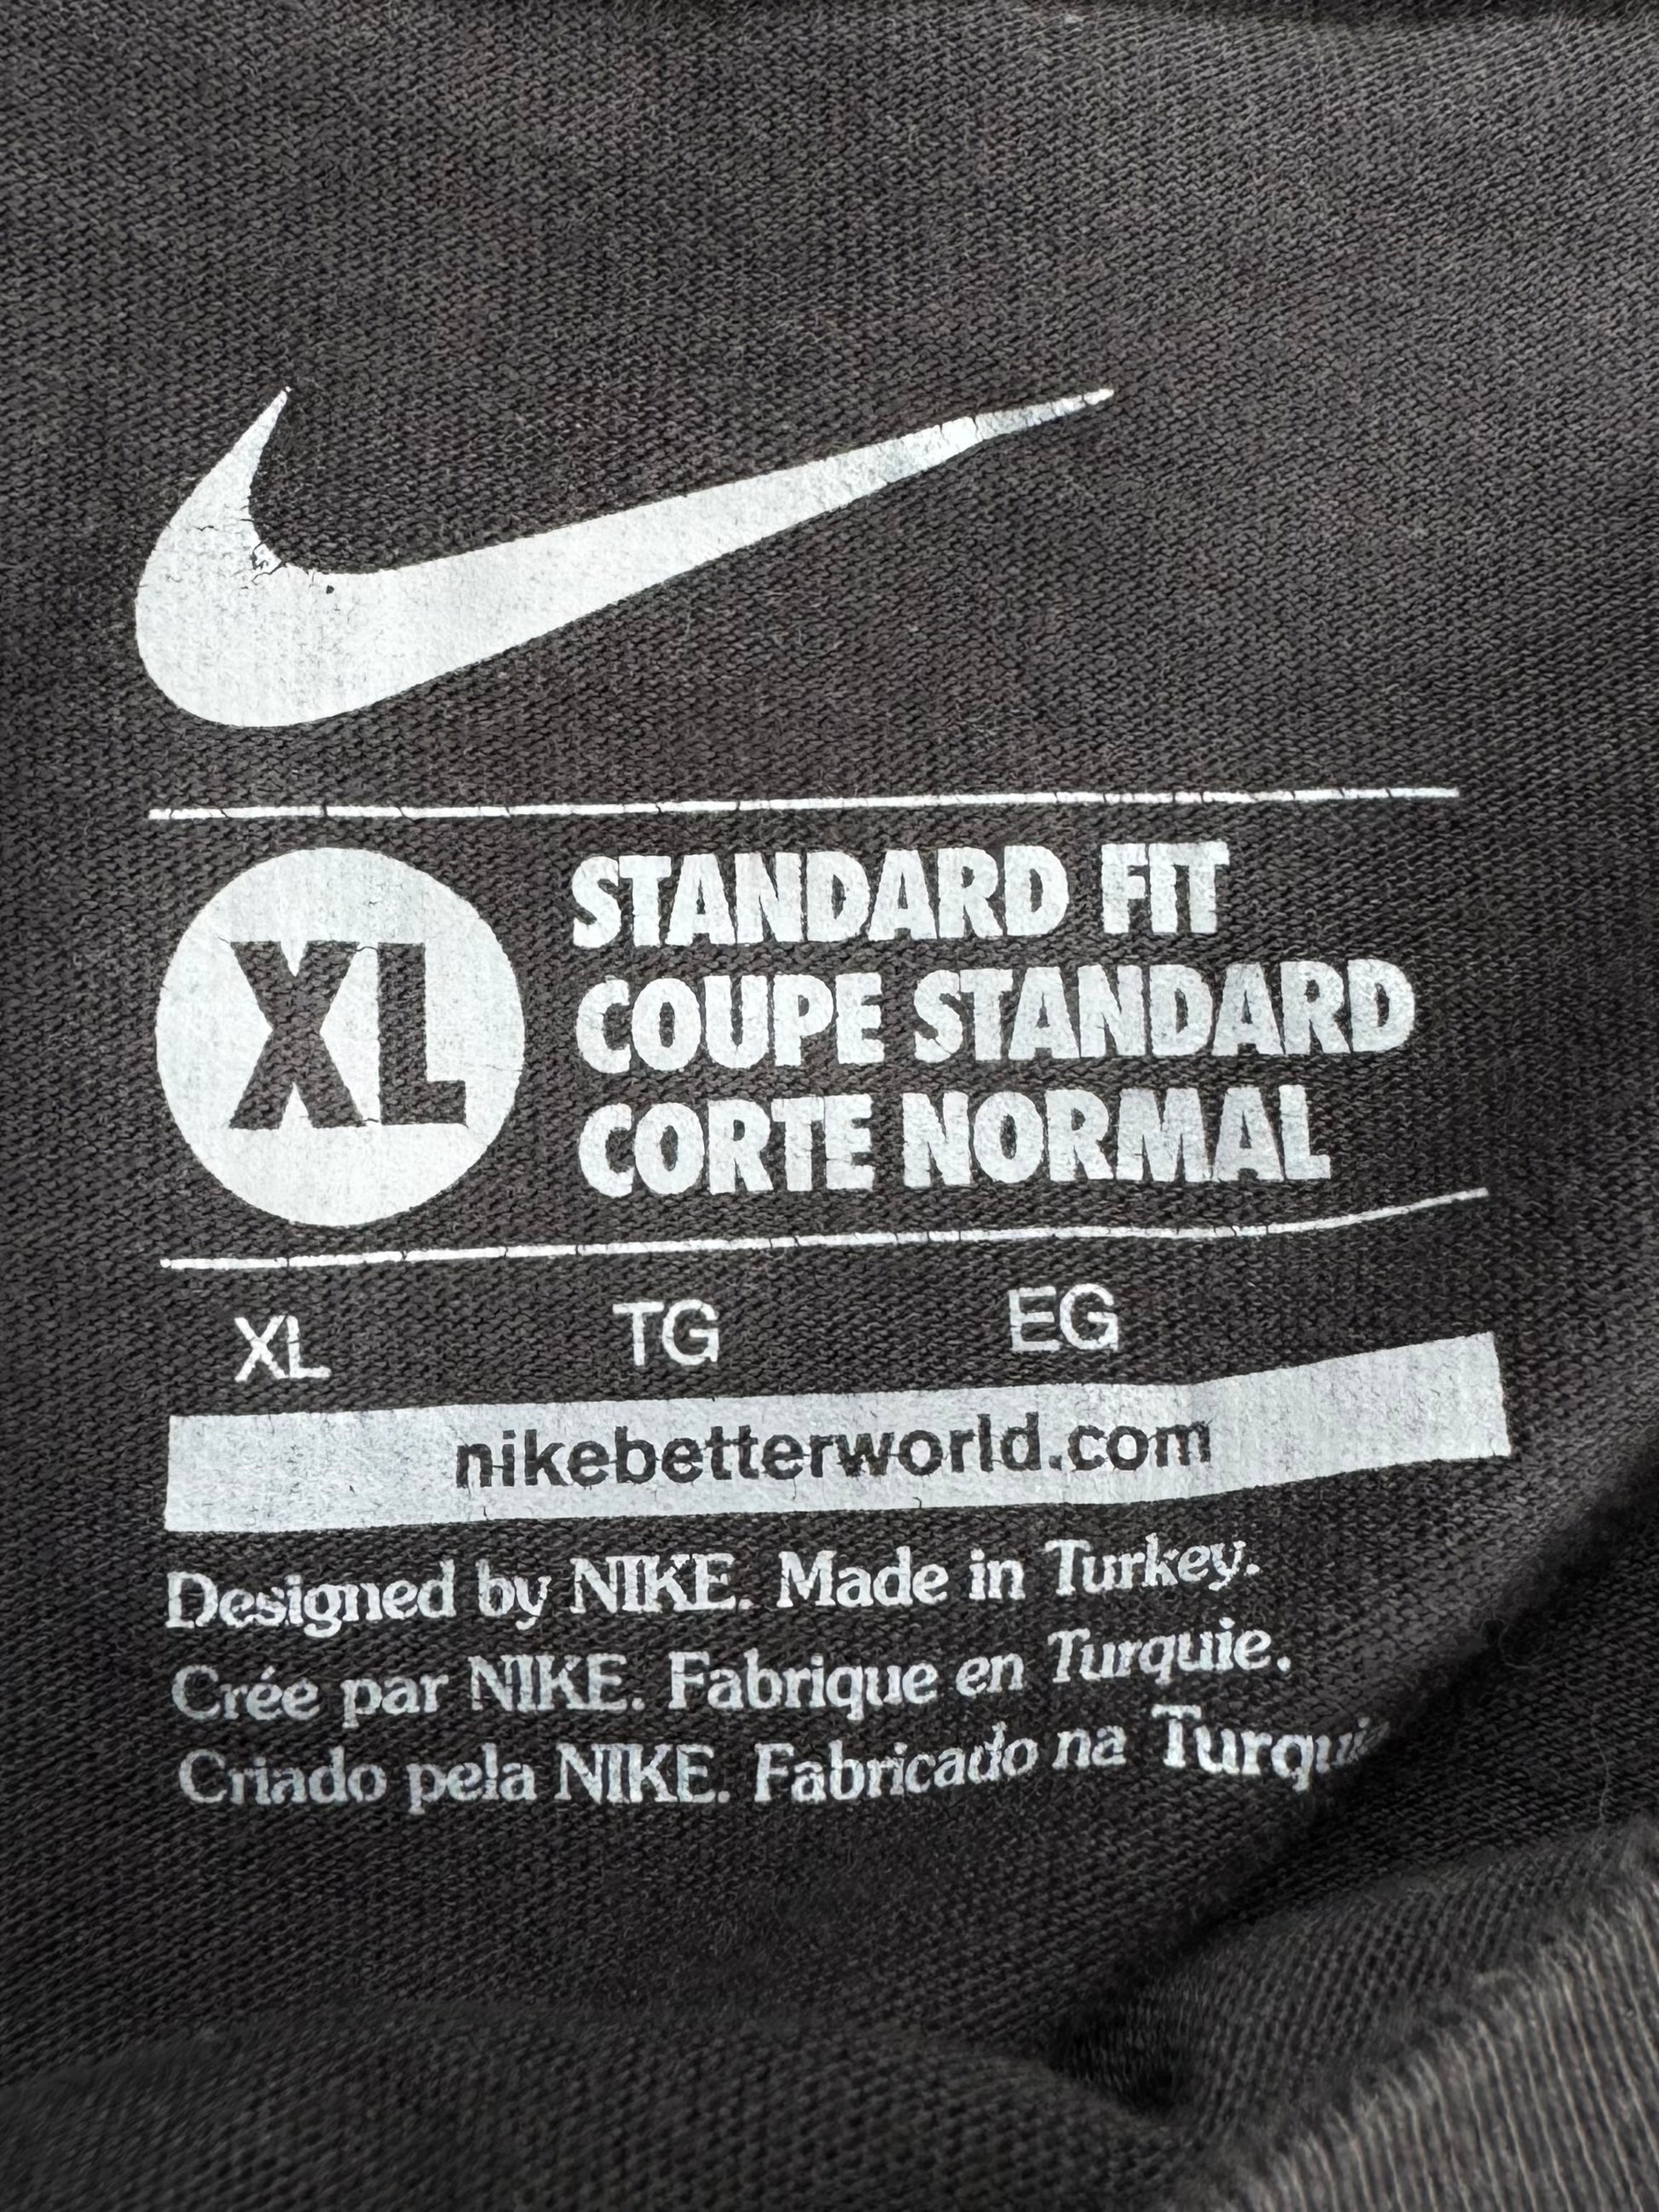 XL
STANDARD FIT
COUPE STANDARD
CORTE NORMAL
XL TG EG
nikebetterworld.com
Designed by NIKE. Made in Turkey.
Crée par NIKE. Fabrique en Turquie.
Criado pela NIKE. Fabricado na